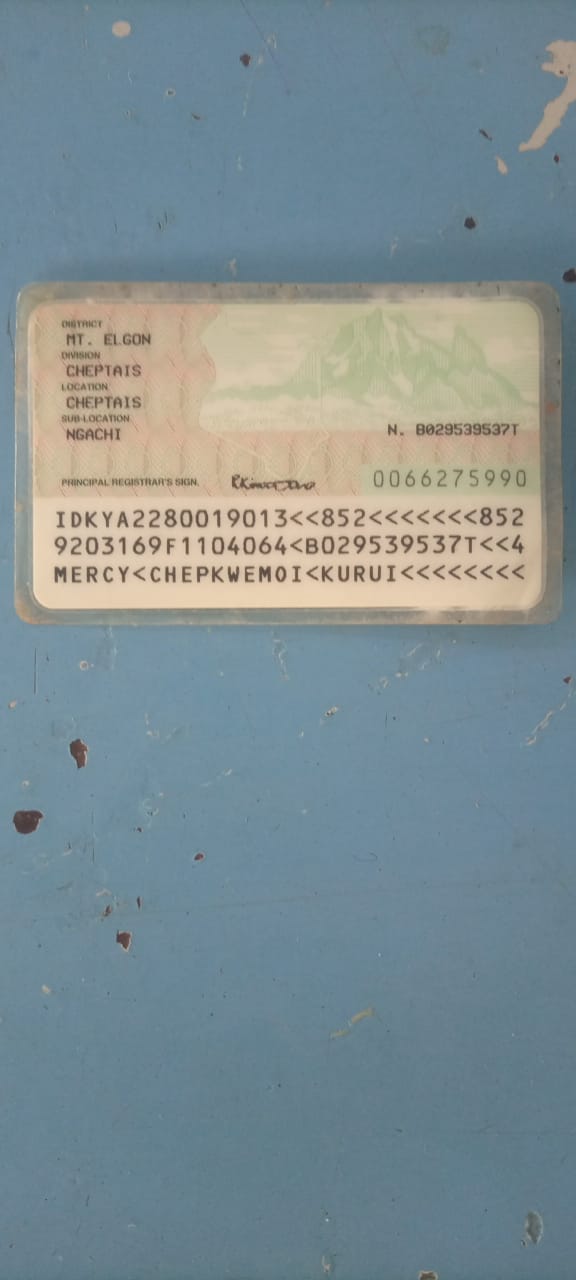 DISTRICT
MT. ELGON
DIVISION
CHEPTAIS
LOCATION
CHEPTAIS
SUB-LOCATION
NGACHI
N. B029539537T
PRINCIPAL REGISTRAR'S SIGN.
0066275990
IDKYA2280019013<<852<<<<<<<852
9203169F1104064<B029539537T<<4
MERCY<CHEPKWEMOI<KURUI<<<<<<<<